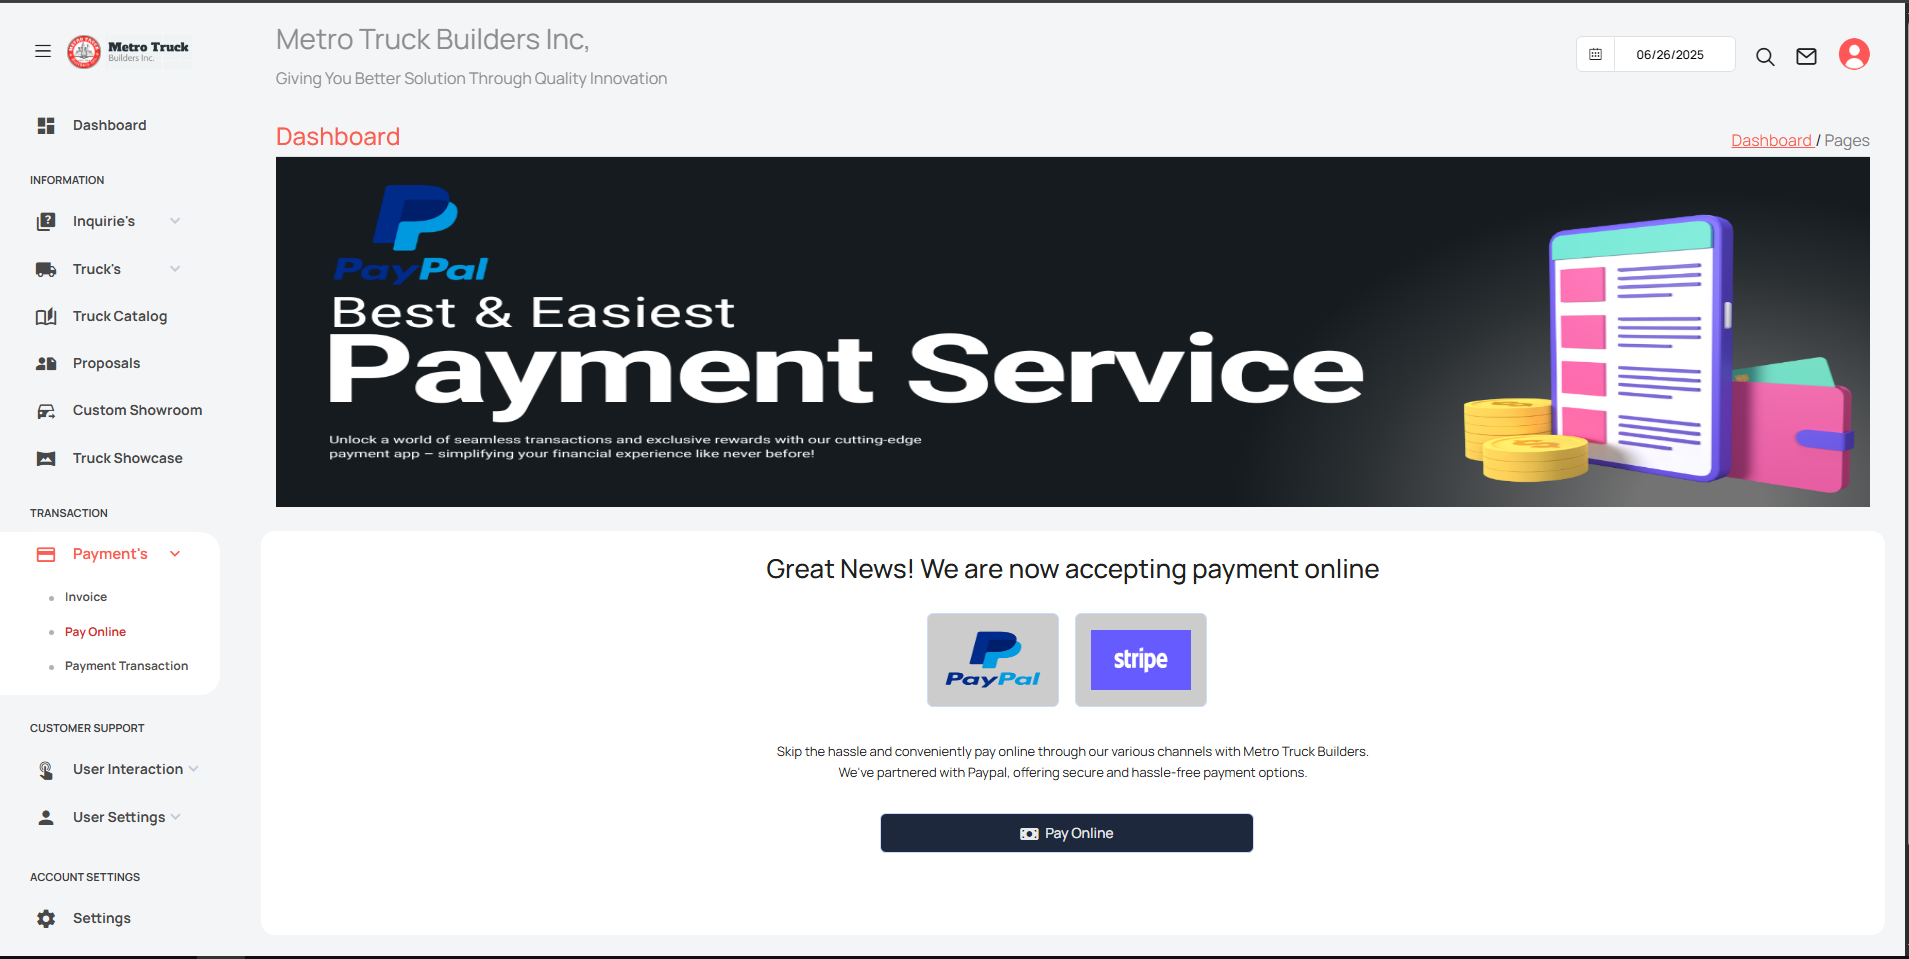 Metro Truck
Builders Inc.
Metro Truck Builders Inc,
Giving You Better Solution Through Quality Innovation
06/26/2025
Dashboard
INFORMATION
Inquirie's
Truck's
Truck Catalog
Proposals
Custom Showroom
Truck Showcase
TRANSACTION
Payment's
Invoice
Pay Online
Payment Transaction
CUSTOMER SUPPORT
User Interaction
User Settings
ACCOUNT SETTINGS
Settings
Dashboard
Dashboard / Pages
PayPal
Best & Easiest
Payment Service
Unlock a world of seamless transactions and exclusive rewards with our cutting-edge
payment app – simplifying your financial experience like never before!
Great News! We are now accepting payment online
PayPal
stripe
Skip the hassle and conveniently pay online through our various channels with Metro Truck Builders.
We've partnered with Paypal, offering secure and hassle-free payment options.
Pay Online